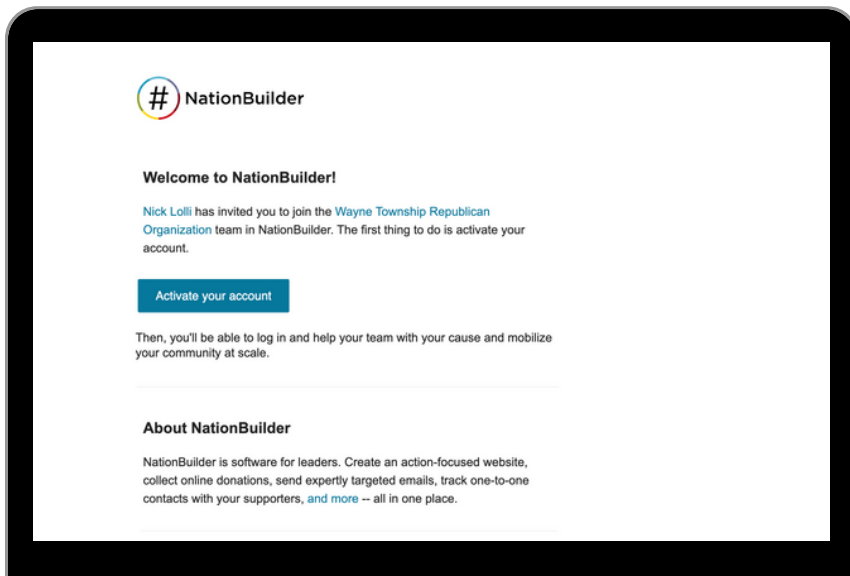 # NationBuilder
Welcome to NationBuilder!
Nick Lolli has invited you to join the Wayne Township Republican
Organization team in NationBuilder. The first thing to do is activate your
account.
Activate your account
Then, you'll be able to log in and help your team with your cause and mobilize
your community at scale.
About NationBuilder
NationBuilder is software for leaders. Create an action-focused website,
collect online donations, send expertly targeted emails, track one-to-one
contacts with your supporters, and more -- all in one place.